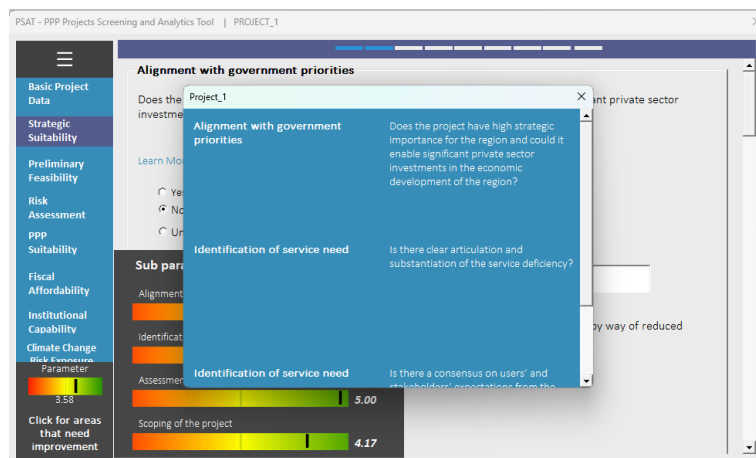 PSAT - PPP Projects Screening and Analytics Tool | PROJECT_1
Basic Project
Data
Strategic
Suitability
Preliminary
Feasibility
Risk
Assessment
PPP
Suitability
Fiscal
Affordability
Institutional
Capability
Climate Change
Risk Exposure
Parameter
3.58
Click for areas
that need
improvement
Alignment with government priorities
Does the
ant private sector
investme
Learn Mo
Yes
No
Un
by way of reduced
Sub para
Alignment
Identificat
Assessmen
5.00
Scoping of the project
4.17
Project_1
Alignment with government
priorities
Does the project have high strategic
importance for the region and could it
enable significant private sector
investments in the economic
development of the region?
Identification of service need
Is there clear articulation and
substantiation of the service deficiency?
Identification of service need
Is there a consensus on users' and
stakeholders' expectations from the